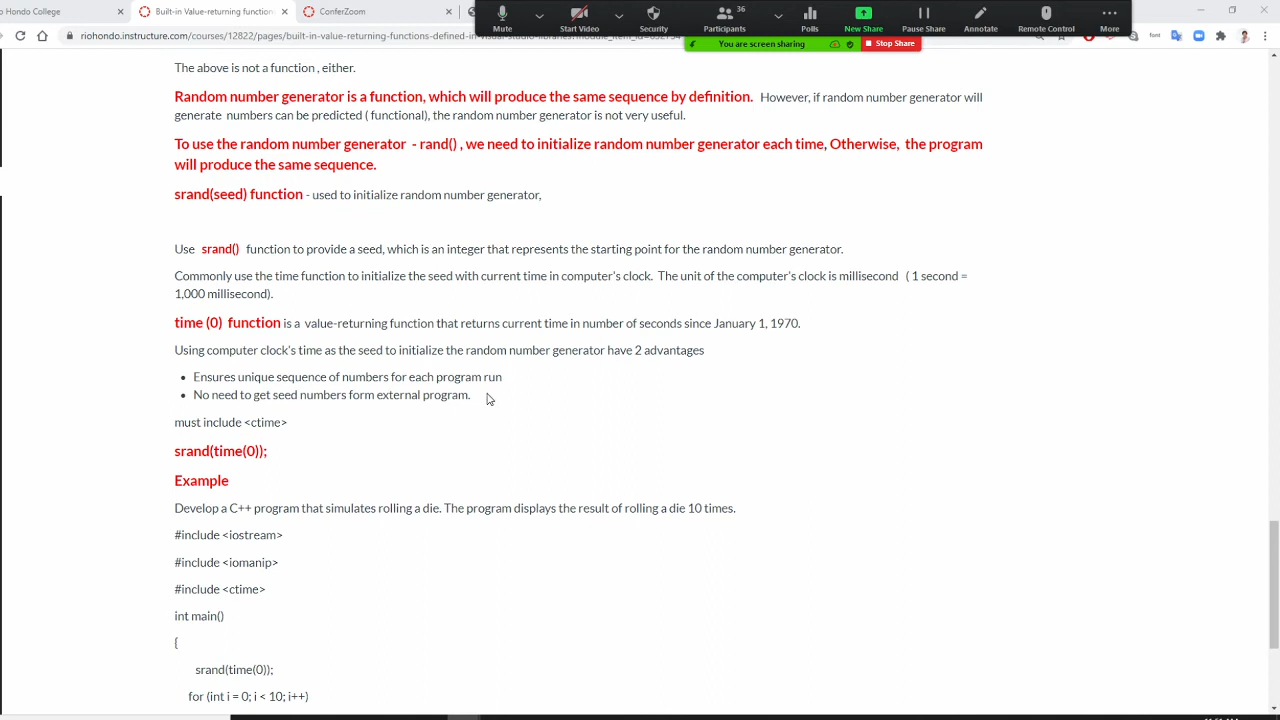 o Hondo College
Built-in Value-returning function
ConferZoom
Mute
Start Video
Security
36
Participants
Polls
New Share
Pause Share
Annotate
Remote Control
More
You are screen sharing
Stop Share
The above is not a function , either.
Random number generator is a function, which will produce the same sequence by definition. However, if random number generator will
generate numbers can be predicted ( functional), the random number generator is not very useful.
To use the random number generator - rand() , we need to initialize random number generator each time, Otherwise, the program
will produce the same sequence.
srand(seed) function - used to initialize random number generator,
Use srand() function to provide a seed, which is an integer that represents the starting point for the random number generator.
Commonly use the time function to initialize the seed with current time in computer's clock. The unit of the computer's clock is millisecond ( 1 second =
1,000 millisecond).
time (0) function is a value-returning function that returns current time in number of seconds since January 1, 1970.
Using computer clock's time as the seed to initialize the random number generator have 2 advantages
• Ensures unique sequence of numbers for each program run
• No need to get seed numbers form external program.
must include <ctime>
srand(time(0));
Example
Develop a C++ program that simulates rolling a die. The program displays the result of rolling a die 10 times.
#include <iostream>
#include <iomanip>
#include <ctime>
int main()
{
srand(time(0));
for (int i = 0; i < 10; i++)